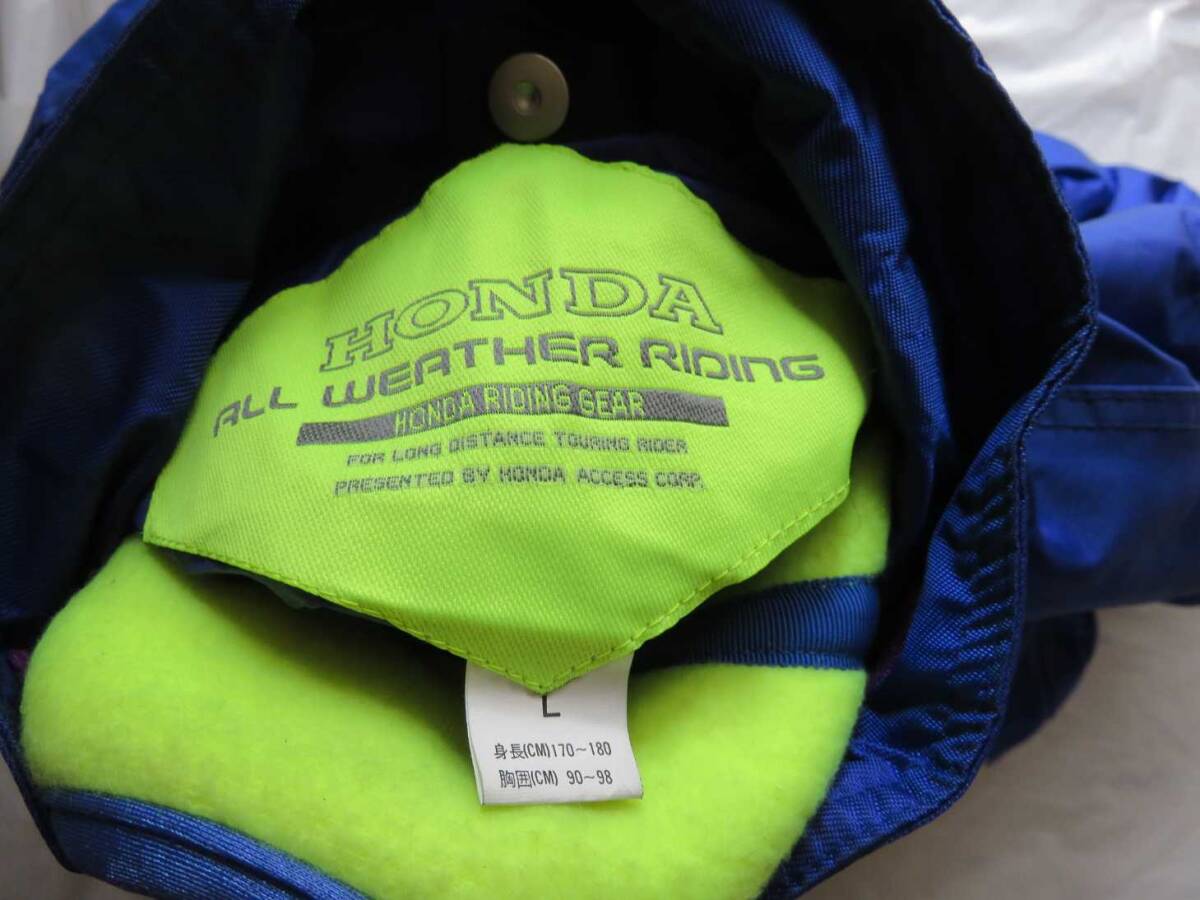 HONDA
ALL WEATHER RIDING
HONDA RIDING GEAR
FOR LONG DISTANCE TOURING RIDER
PRESENTED BY HONDA ACCESS CORP.
L
身長(CM)170~180
胸囲(CM) 90~98